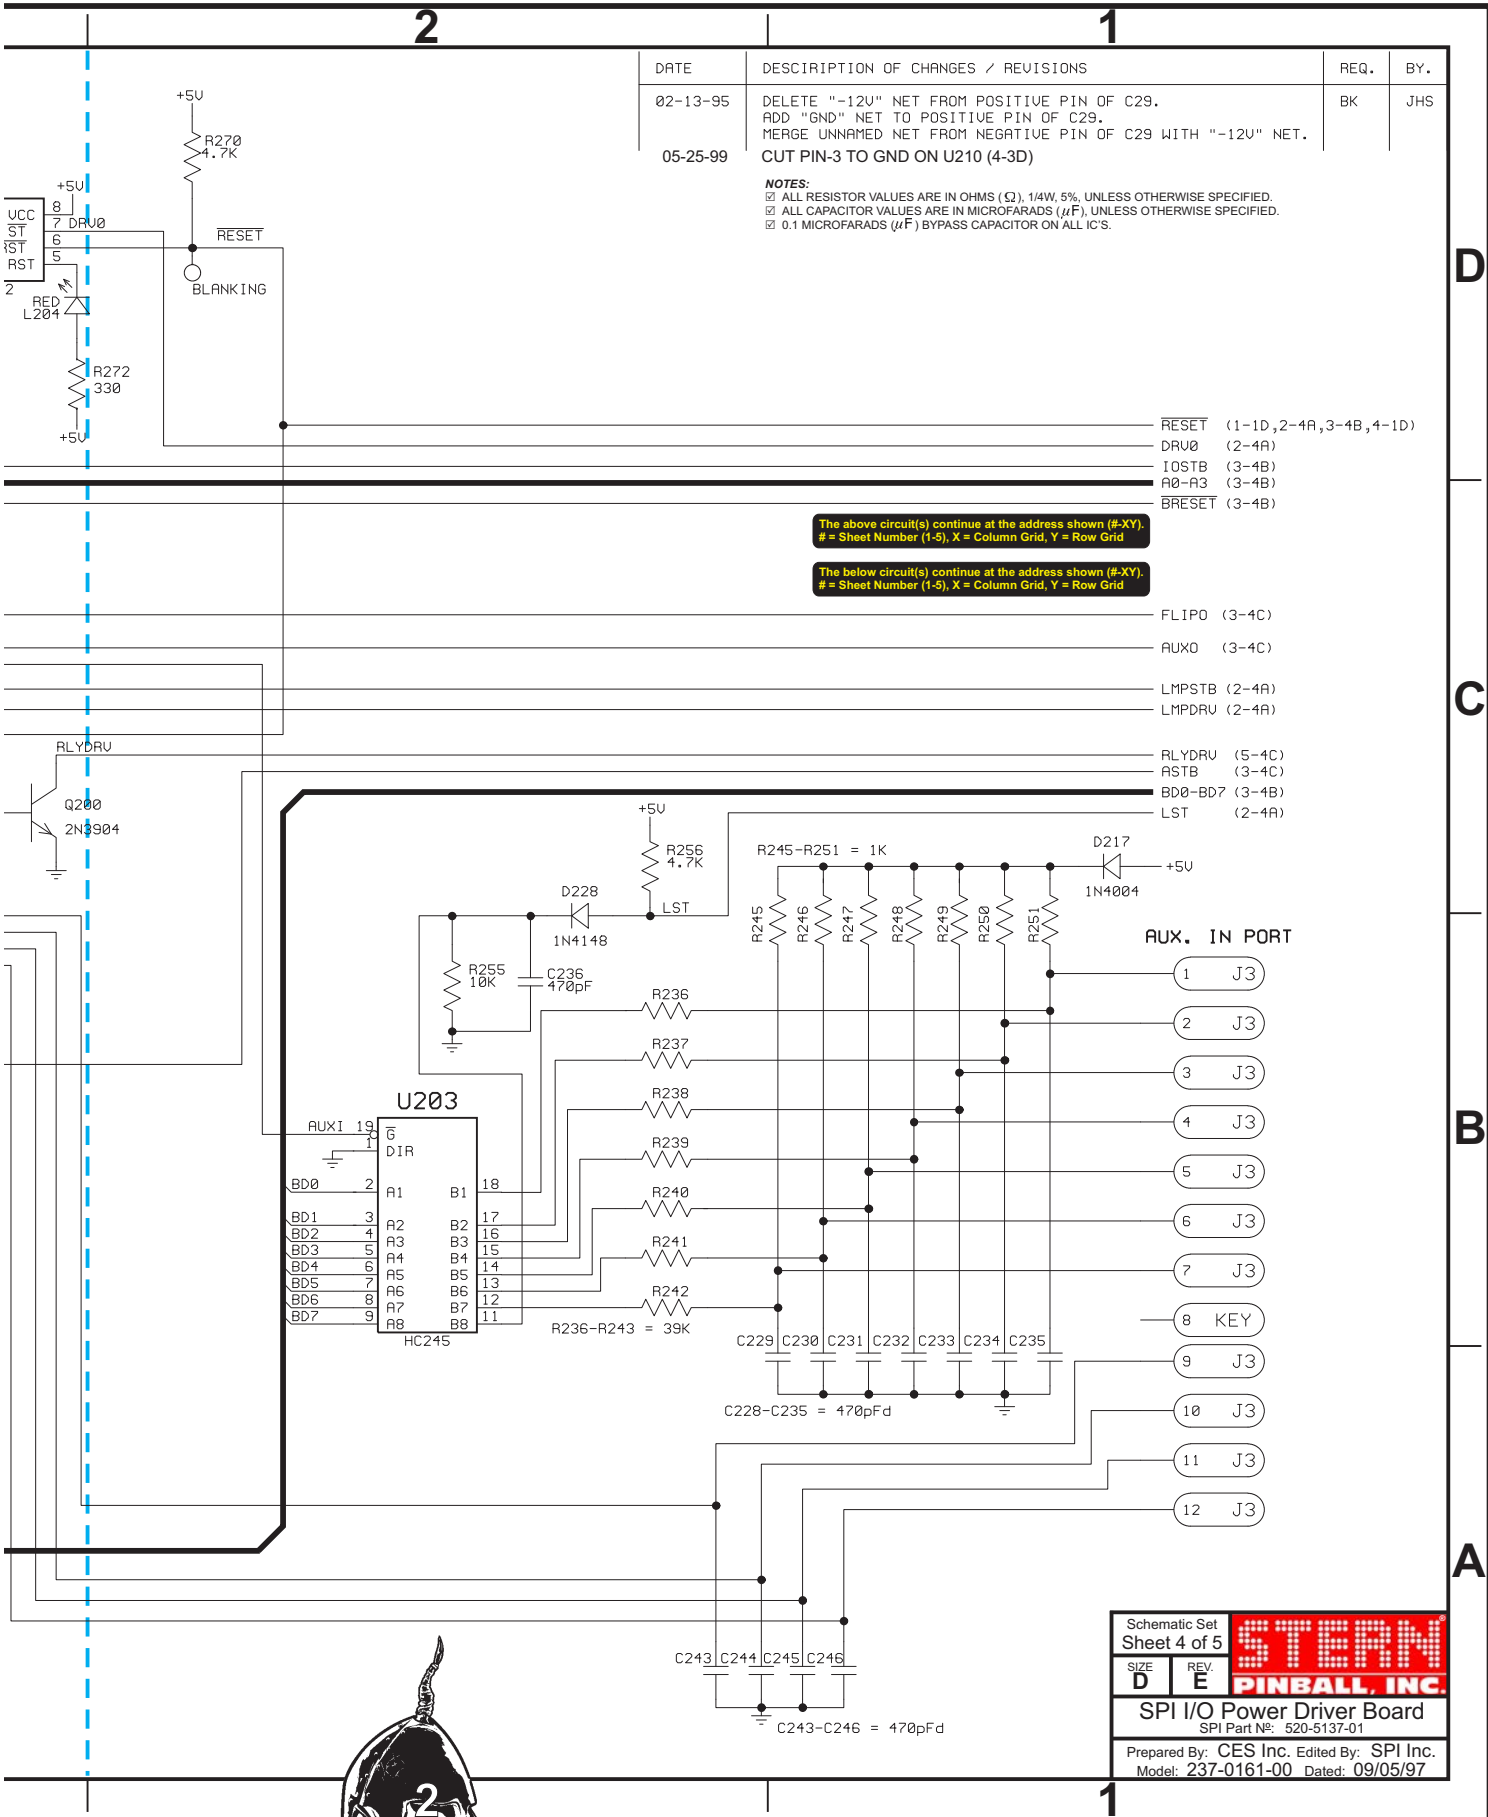 2
1
DATE DESCIRIPTION OF CHANGES / REVISIONS REQ. BY.
02-13-95 DELETE "-12V" NET FROM POSITIVE PIN OF C29. BK JHS
ADD "GND" NET TO POSITIVE PIN OF C29.
MERGE UNNAMED NET FROM NEGATIVE PIN OF C29 WITH "-12V" NET.
05-25-99 CUT PIN-3 TO GND ON U210 (4-3D)
NOTES:
☑ ALL RESISTOR VALUES ARE IN OHMS (Ω), 1/4W, 5%, UNLESS OTHERWISE SPECIFIED.
☑ ALL CAPACITOR VALUES ARE IN MICROFARADS (μF), UNLESS OTHERWISE SPECIFIED.
☑ 0.1 MICROFARADS (μF) BYPASS CAPACITOR ON ALL IC'S.
+5V
R270
4.7K
+5V
VCC 8
ST 7 DRV0
RST 6
RST 5
2
RESET
BLANKING
RED
L204
R272
330
+5V
D
RESET (1-1D,2-4A,3-4B,4-1D)
DRV0 (2-4A)
IOSTB (3-4B)
A0-A3 (3-4B)
BRESET (3-4B)
The above circuit(s) continue at the address shown (#-XY).
# = Sheet Number (1-5), X = Column Grid, Y = Row Grid
The below circuit(s) continue at the address shown (#-XY).
# = Sheet Number (1-5), X = Column Grid, Y = Row Grid
FLIPO (3-4C)
AUXO (3-4C)
LMPSTB (2-4A)
LMPDRV (2-4A)
C
RLYDRV
RLYDRV (5-4C)
ASTB (3-4C)
BD0-BD7 (3-4B)
LST (2-4A)
Q200
2N3904
+5V
R256
4.7K
R245-R251 = 1K
D217
+5V
1N4004
D228
1N4148
LST
R245 R246 R247 R248 R249 R250 R251
AUX. IN PORT
R255
10K
C236
470pF
1 J3
R236
2 J3
R237
3 J3
R238
4 J3
R239
5 J3
R240
6 J3
R241
7 J3
R242
8 KEY
9 J3
10 J3
11 J3
12 J3
B
U203
AUXI 19 G
1 DIR
BD0 2 A1 B1 18
BD1 3 A2 B2 17
BD2 4 A3 B3 16
BD3 5 A4 B4 15
BD4 6 A5 B5 14
BD5 7 A6 B6 13
BD6 8 A7 B7 12
BD7 9 A8 B8 11
HC245
R236-R243 = 39K
C229 C230 C231 C232 C233 C234 C235
C228-C235 = 470pFd
A
C243 C244 C245 C246
C243-C246 = 470pFd
Schematic Set
Sheet 4 of 5
SIZE
D
REV.
E
STERN®
PINBALL, INC.
SPI I/O Power Driver Board
SPI Part Nº: 520-5137-01
Prepared By: CES Inc. Edited By: SPI Inc.
Model: 237-0161-00 Dated: 09/05/97
2
1